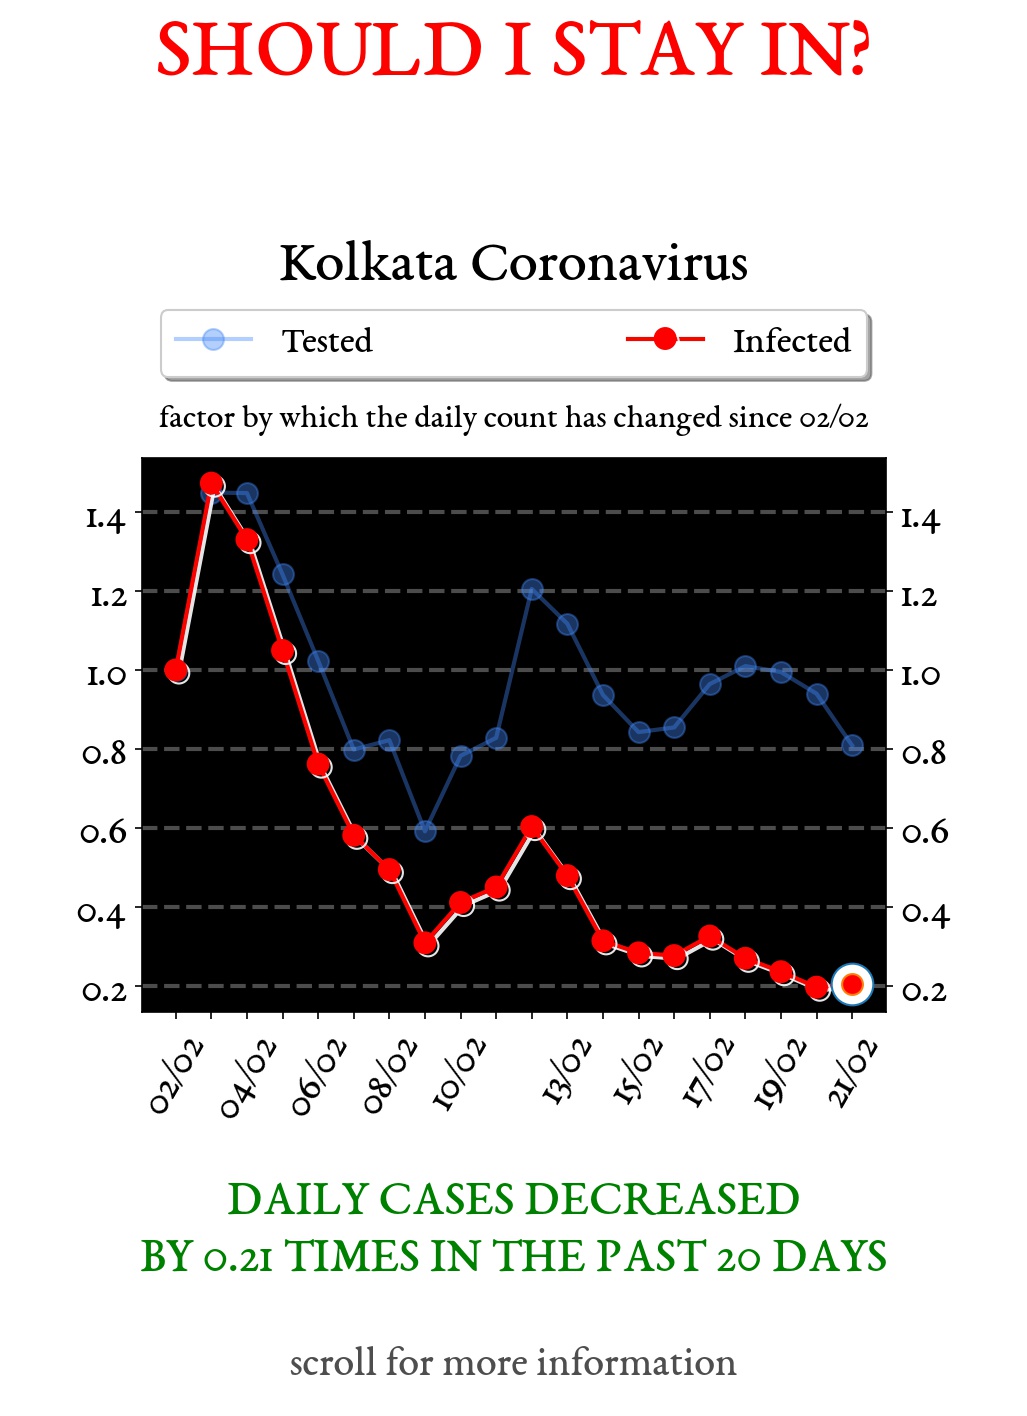 SHOULD I STAY IN?
Kolkata Coronavirus
Tested Infected
factor by which the daily count has changed since 02/02
1.4 1.4
1.2 1.2
1.0 1.0
0.8 0.8
0.6 0.6
0.4 0.4
0.2 0.2
02/02 04/02 06/02 08/02 10/02 13/02 15/02 17/02 19/02 21/02
DAILY CASES DECREASED
BY 0.21 TIMES IN THE PAST 20 DAYS
scroll for more information